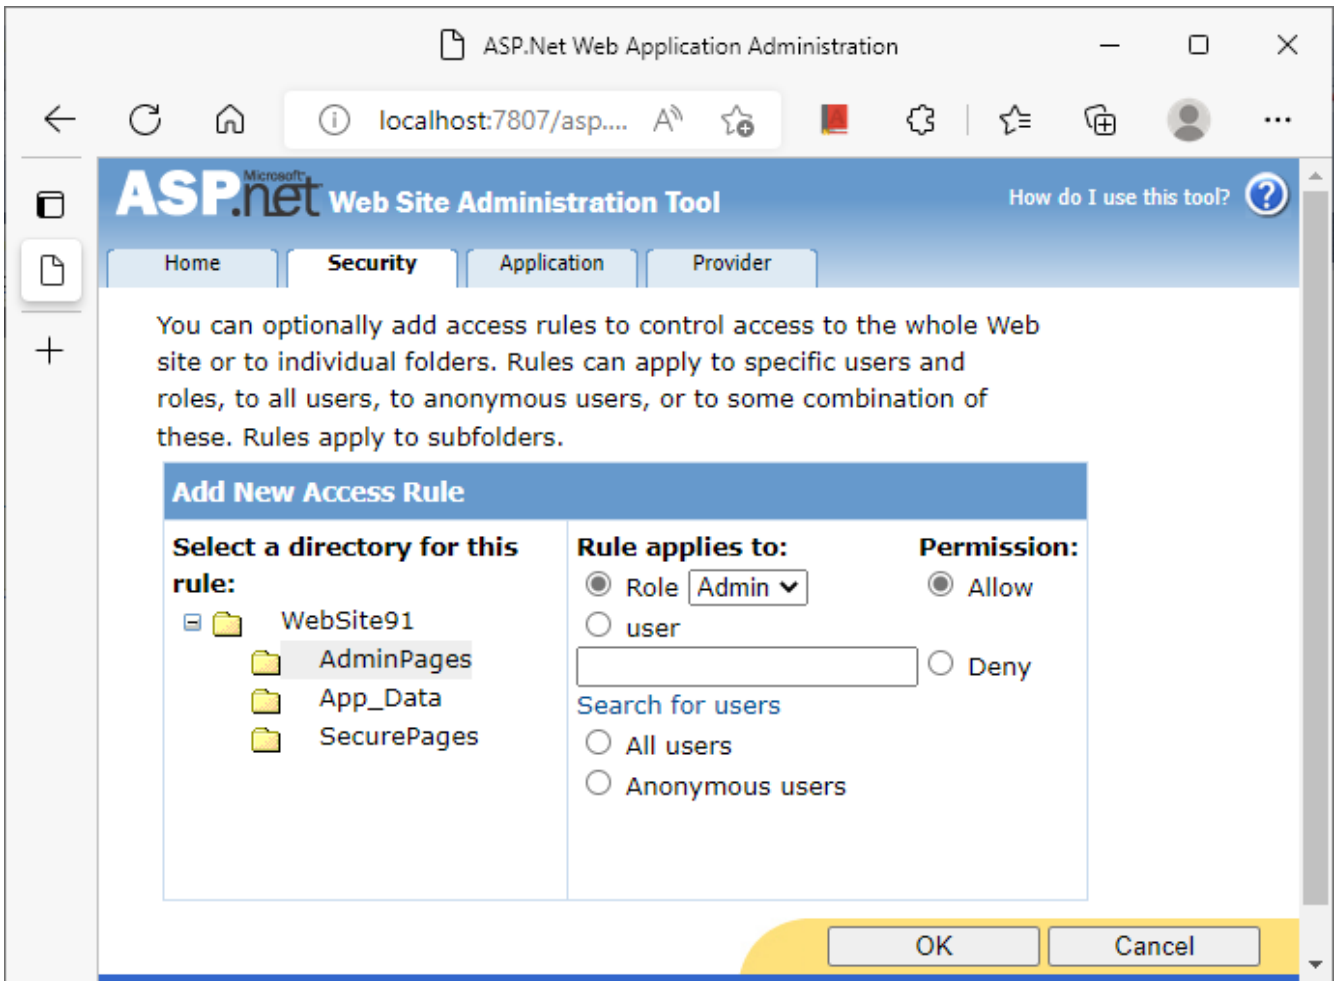 ASP.Net Web Application Administration
localhost:7807/asp....
Microsoft
ASP.net Web Site Administration Tool
How do I use this tool?
Home
Security
Application
Provider
You can optionally add access rules to control access to the whole Web
site or to individual folders. Rules can apply to specific users and
roles, to all users, to anonymous users, or to some combination of
these. Rules apply to subfolders.
Add New Access Rule
Select a directory for this
rule:
WebSite91
AdminPages
App_Data
SecurePages
Rule applies to:
Role Admin
user
Search for users
All users
Anonymous users
Permission:
Allow
Deny
OK
Cancel